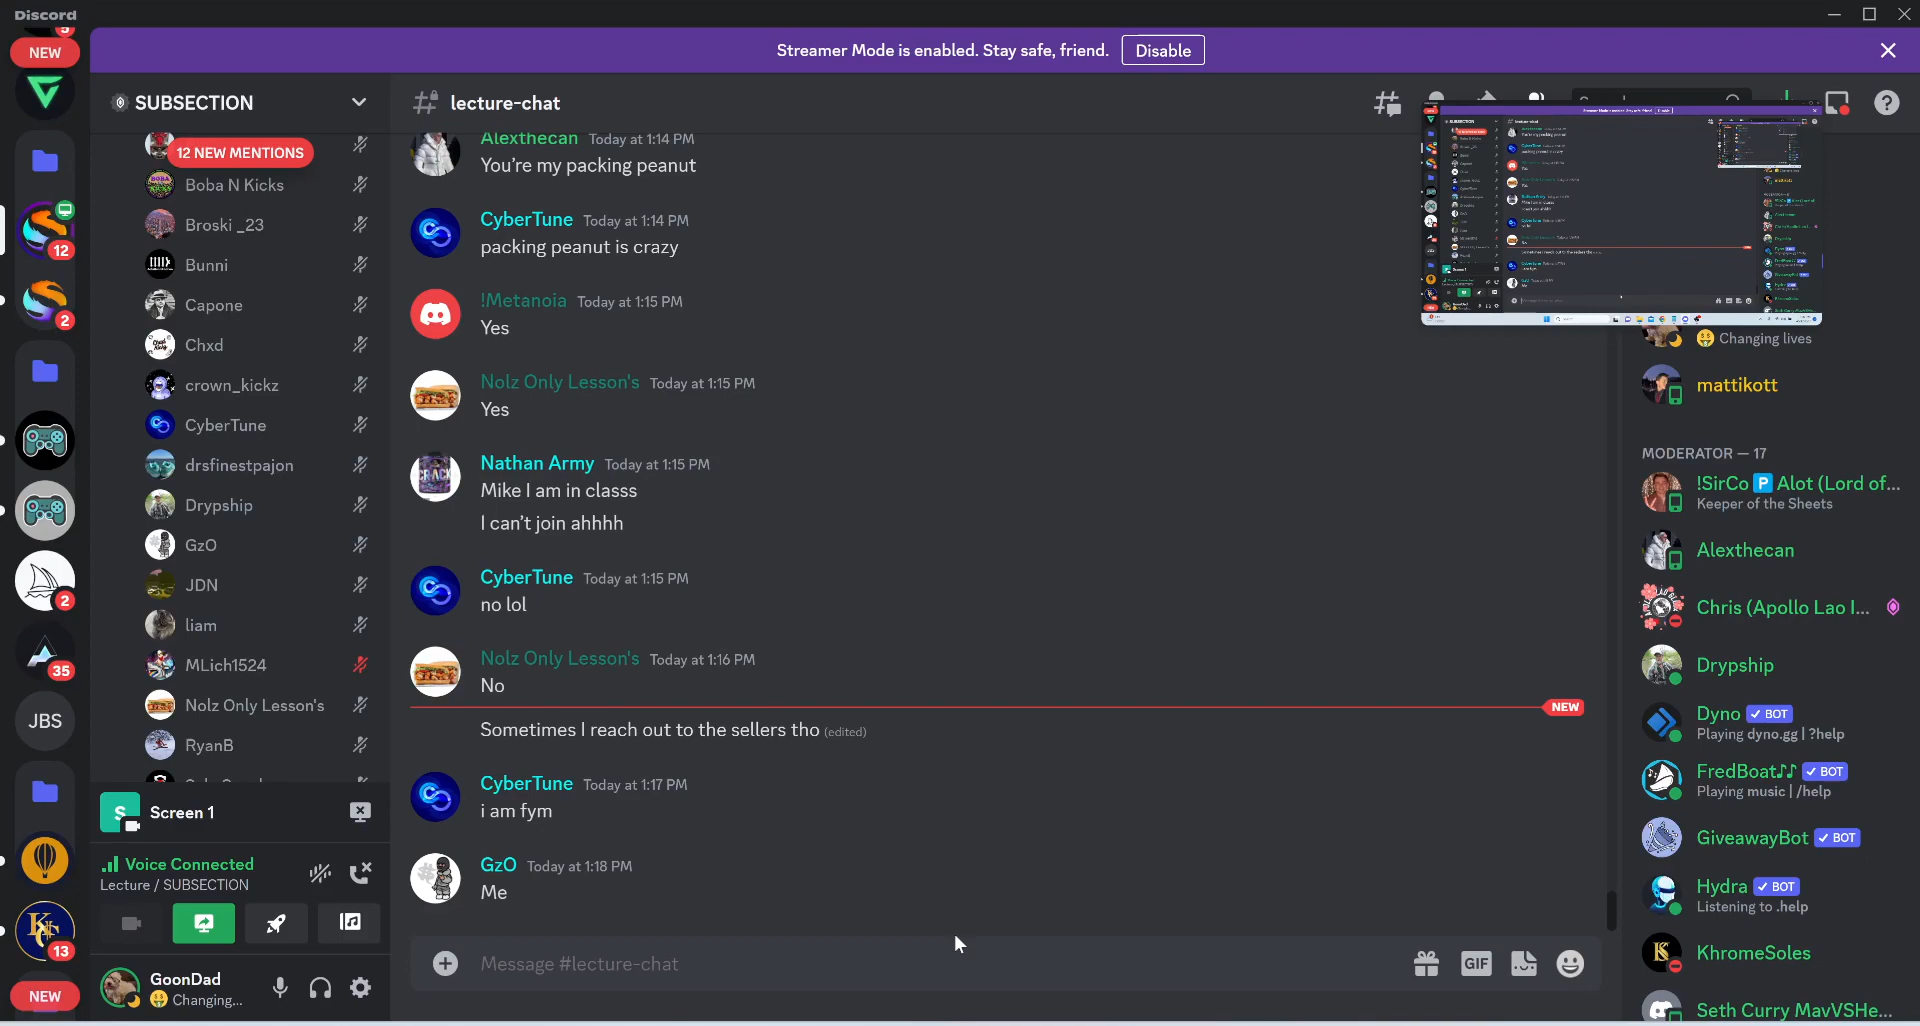 Discord
5
NEW
Streamer Mode is enabled. Stay safe, friend.
Disable
SUBSECTION
12 NEW MENTIONS
Boba N Kicks
Broski _23
Bunni
Capone
Chxd
crown_kickz
CyberTune
drsfinestpajon
Drypship
GzO
JDN
liam
MLich1524
Nolz Only Lesson's
RyanB
12
2
2
35
JBS
13
NEW
Screen 1
Voice Connected
Lecture / SUBSECTION
GoonDad
🤑 Changing...
lecture-chat
Alexthecan Today at 1:14 PM
You're my packing peanut
CyberTune Today at 1:14 PM
packing peanut is crazy
!Metanoia Today at 1:15 PM
Yes
Nolz Only Lesson's Today at 1:15 PM
Yes
Nathan Army Today at 1:15 PM
Mike I am in classs
I can't join ahhhh
CyberTune Today at 1:15 PM
no lol
Nolz Only Lesson's Today at 1:16 PM
No
NEW
Sometimes I reach out to the sellers tho (edited)
CyberTune Today at 1:17 PM
i am fym
GzO Today at 1:18 PM
Me
Message #lecture-chat
GIF
🤑 Changing lives
mattikott
MODERATOR — 17
!SirCo 🅿 Alot (Lord of...
Keeper of the Sheets
Alexthecan
Chris (Apollo Lao I...
Drypship
Dyno ✓ BOT
Playing dyno.gg | ?help
FredBoat♪♪ ✓ BOT
Playing music | /help
GiveawayBot ✓ BOT
Hydra ✓ BOT
Listening to .help
KhromeSoles
Seth Curry MavVSHe...